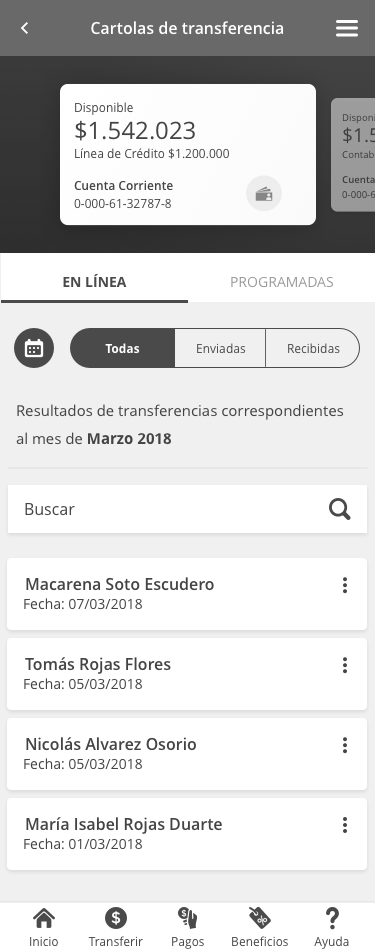 Cartolas de transferencia
Disponible
$1.542.023
Línea de Crédito $1.200.000
Cuenta Corriente
0-000-61-32787-8
Disponi
$1.5
Contab
Cuenta
0-000-6
EN LÍNEA
PROGRAMADAS
Todas
Enviadas
Recibidas
Resultados de transferencias correspondientes
al mes de Marzo 2018
Buscar
Macarena Soto Escudero
Fecha: 07/03/2018
Tomás Rojas Flores
Fecha: 05/03/2018
Nicolás Alvarez Osorio
Fecha: 05/03/2018
María Isabel Rojas Duarte
Fecha: 01/03/2018
Inicio
Transferir
Pagos
Beneficios
Ayuda